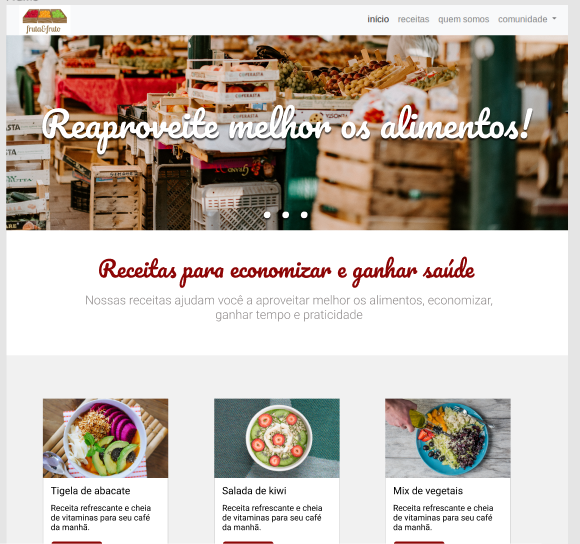 fruto&fruto
início receitas quem somos comunidade
Reaproveite melhor os alimentos!
Receitas para economizar e ganhar saúde
Nossas receitas ajudam você a aproveitar melhor os alimentos, economizar,
ganhar tempo e praticidade
Tigela de abacate
Receita refrescante e cheia
de vitaminas para seu café
da manhã.
Salada de kiwi
Receita refrescante e cheia
de vitaminas para seu café
da manhã.
Mix de vegetais
Receita refrescante e cheia
de vitaminas para seu café
da manhã.